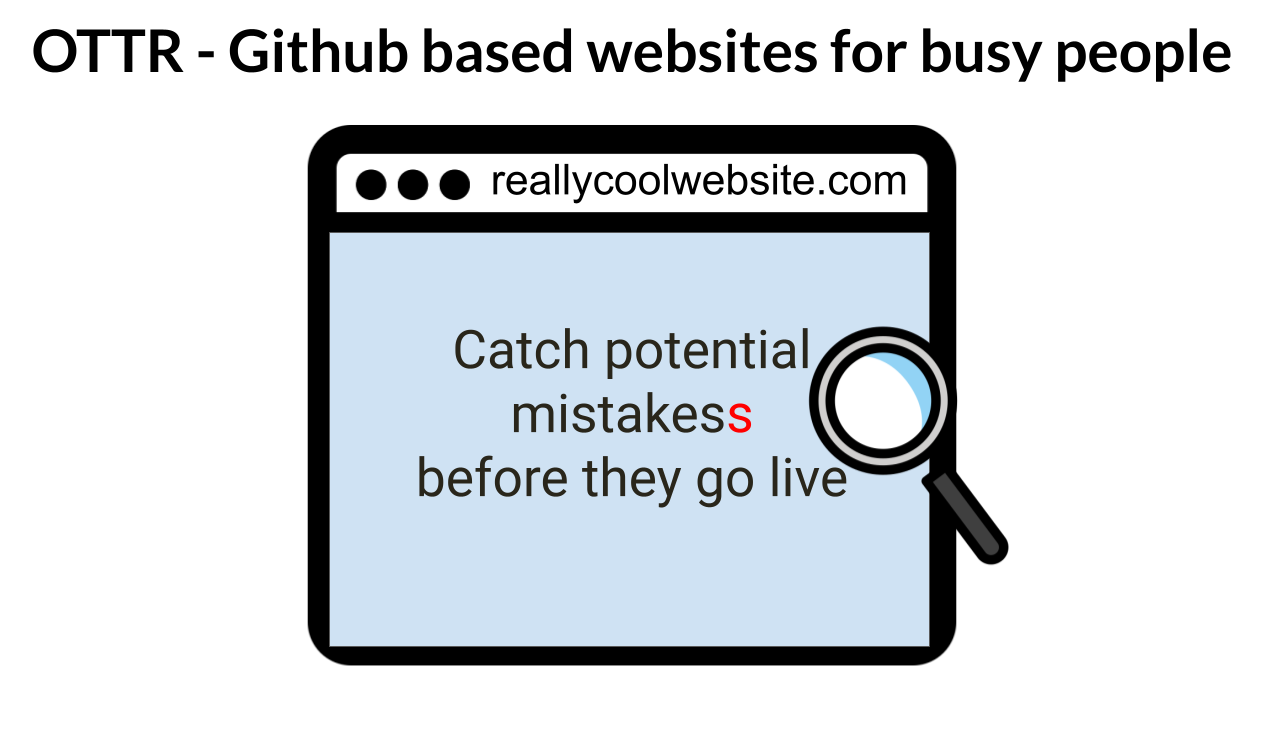 OTTR - Github based websites for busy people
reallycoolwebsite.com
Catch potential
mistakess
before they go live